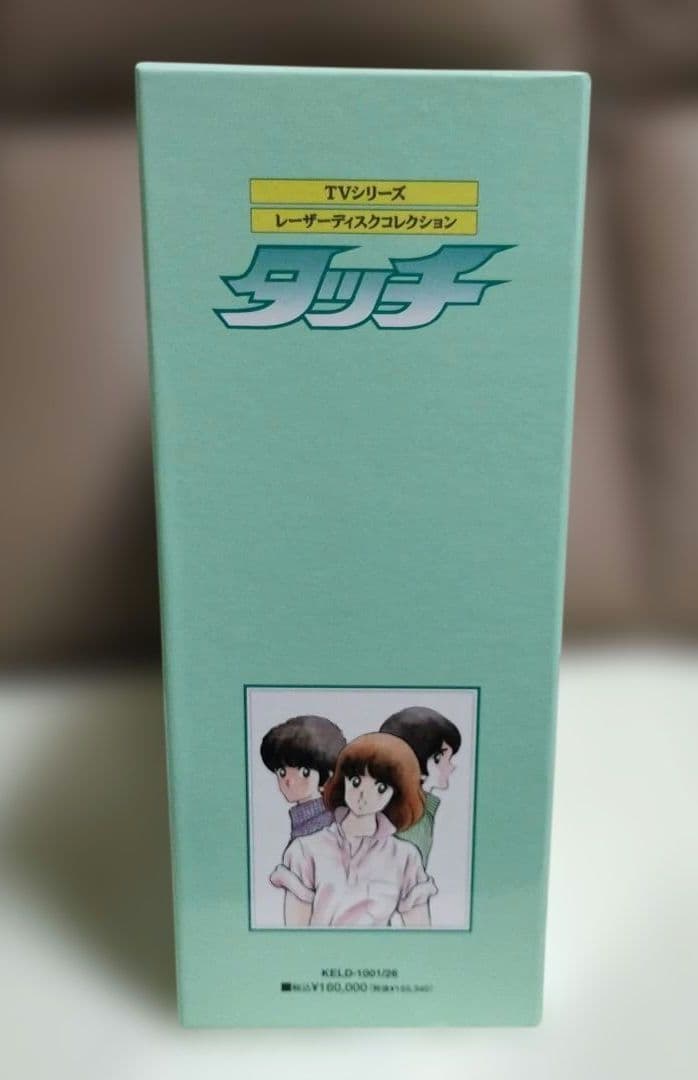 TVシリーズ
レーザーディスクコレクション
タッチ
KELD-1001/26
■税込¥160,000